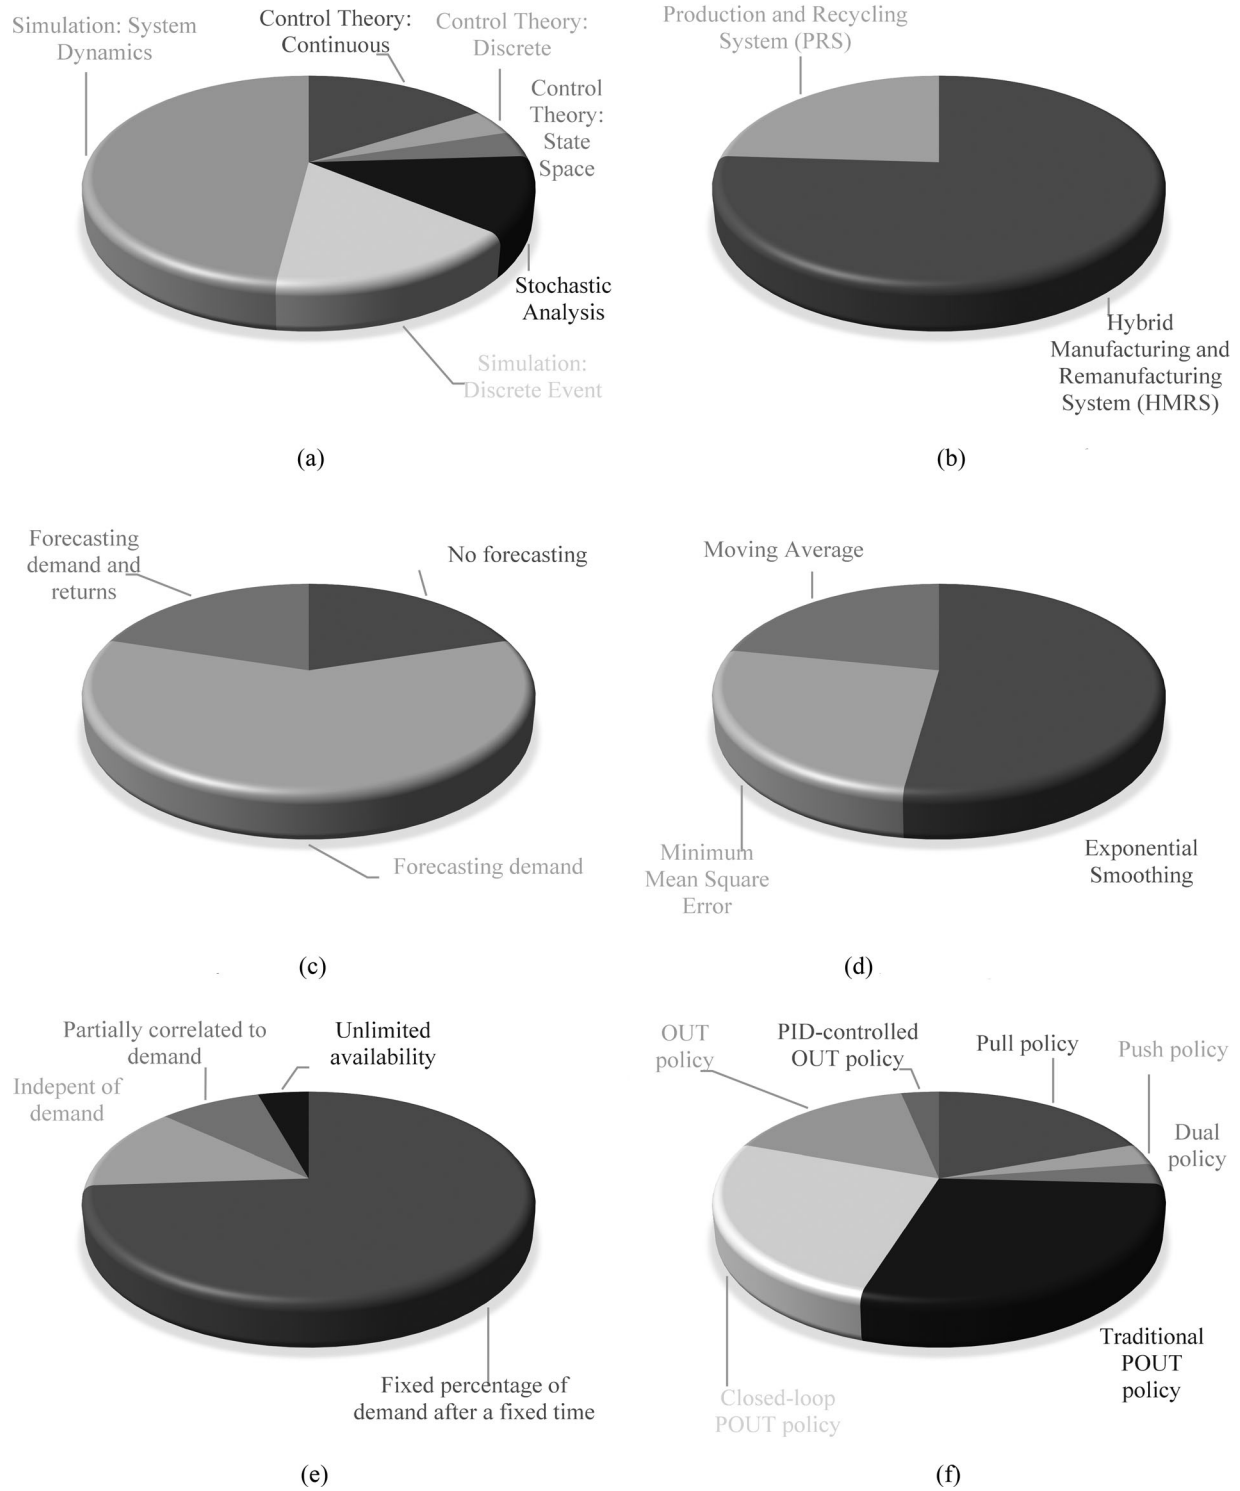 Simulation: System
Dynamics
Control Theory:
Continuous
Control Theory:
Discrete
Control
Theory:
State
Space
Stochastic
Analysis
Simulation:
Discrete Event
(a)
Production and Recycling
System (PRS)
Hybrid
Manufacturing and
Remanufacturing
System (HMRS)
(b)
Forecasting
demand and
returns
No forecasting
Forecasting demand
(c)
Moving Average
Minimum
Mean Square
Error
Exponential
Smoothing
(d)
Partially correlated to
demand
Unlimited
availability
Indepent of
demand
Fixed percentage of
demand after a fixed time
(e)
OUT
policy
PID-controlled
OUT policy
Pull policy
Push policy
Dual
policy
Traditional
POUT
policy
Closed-loop
POUT policy
(f)